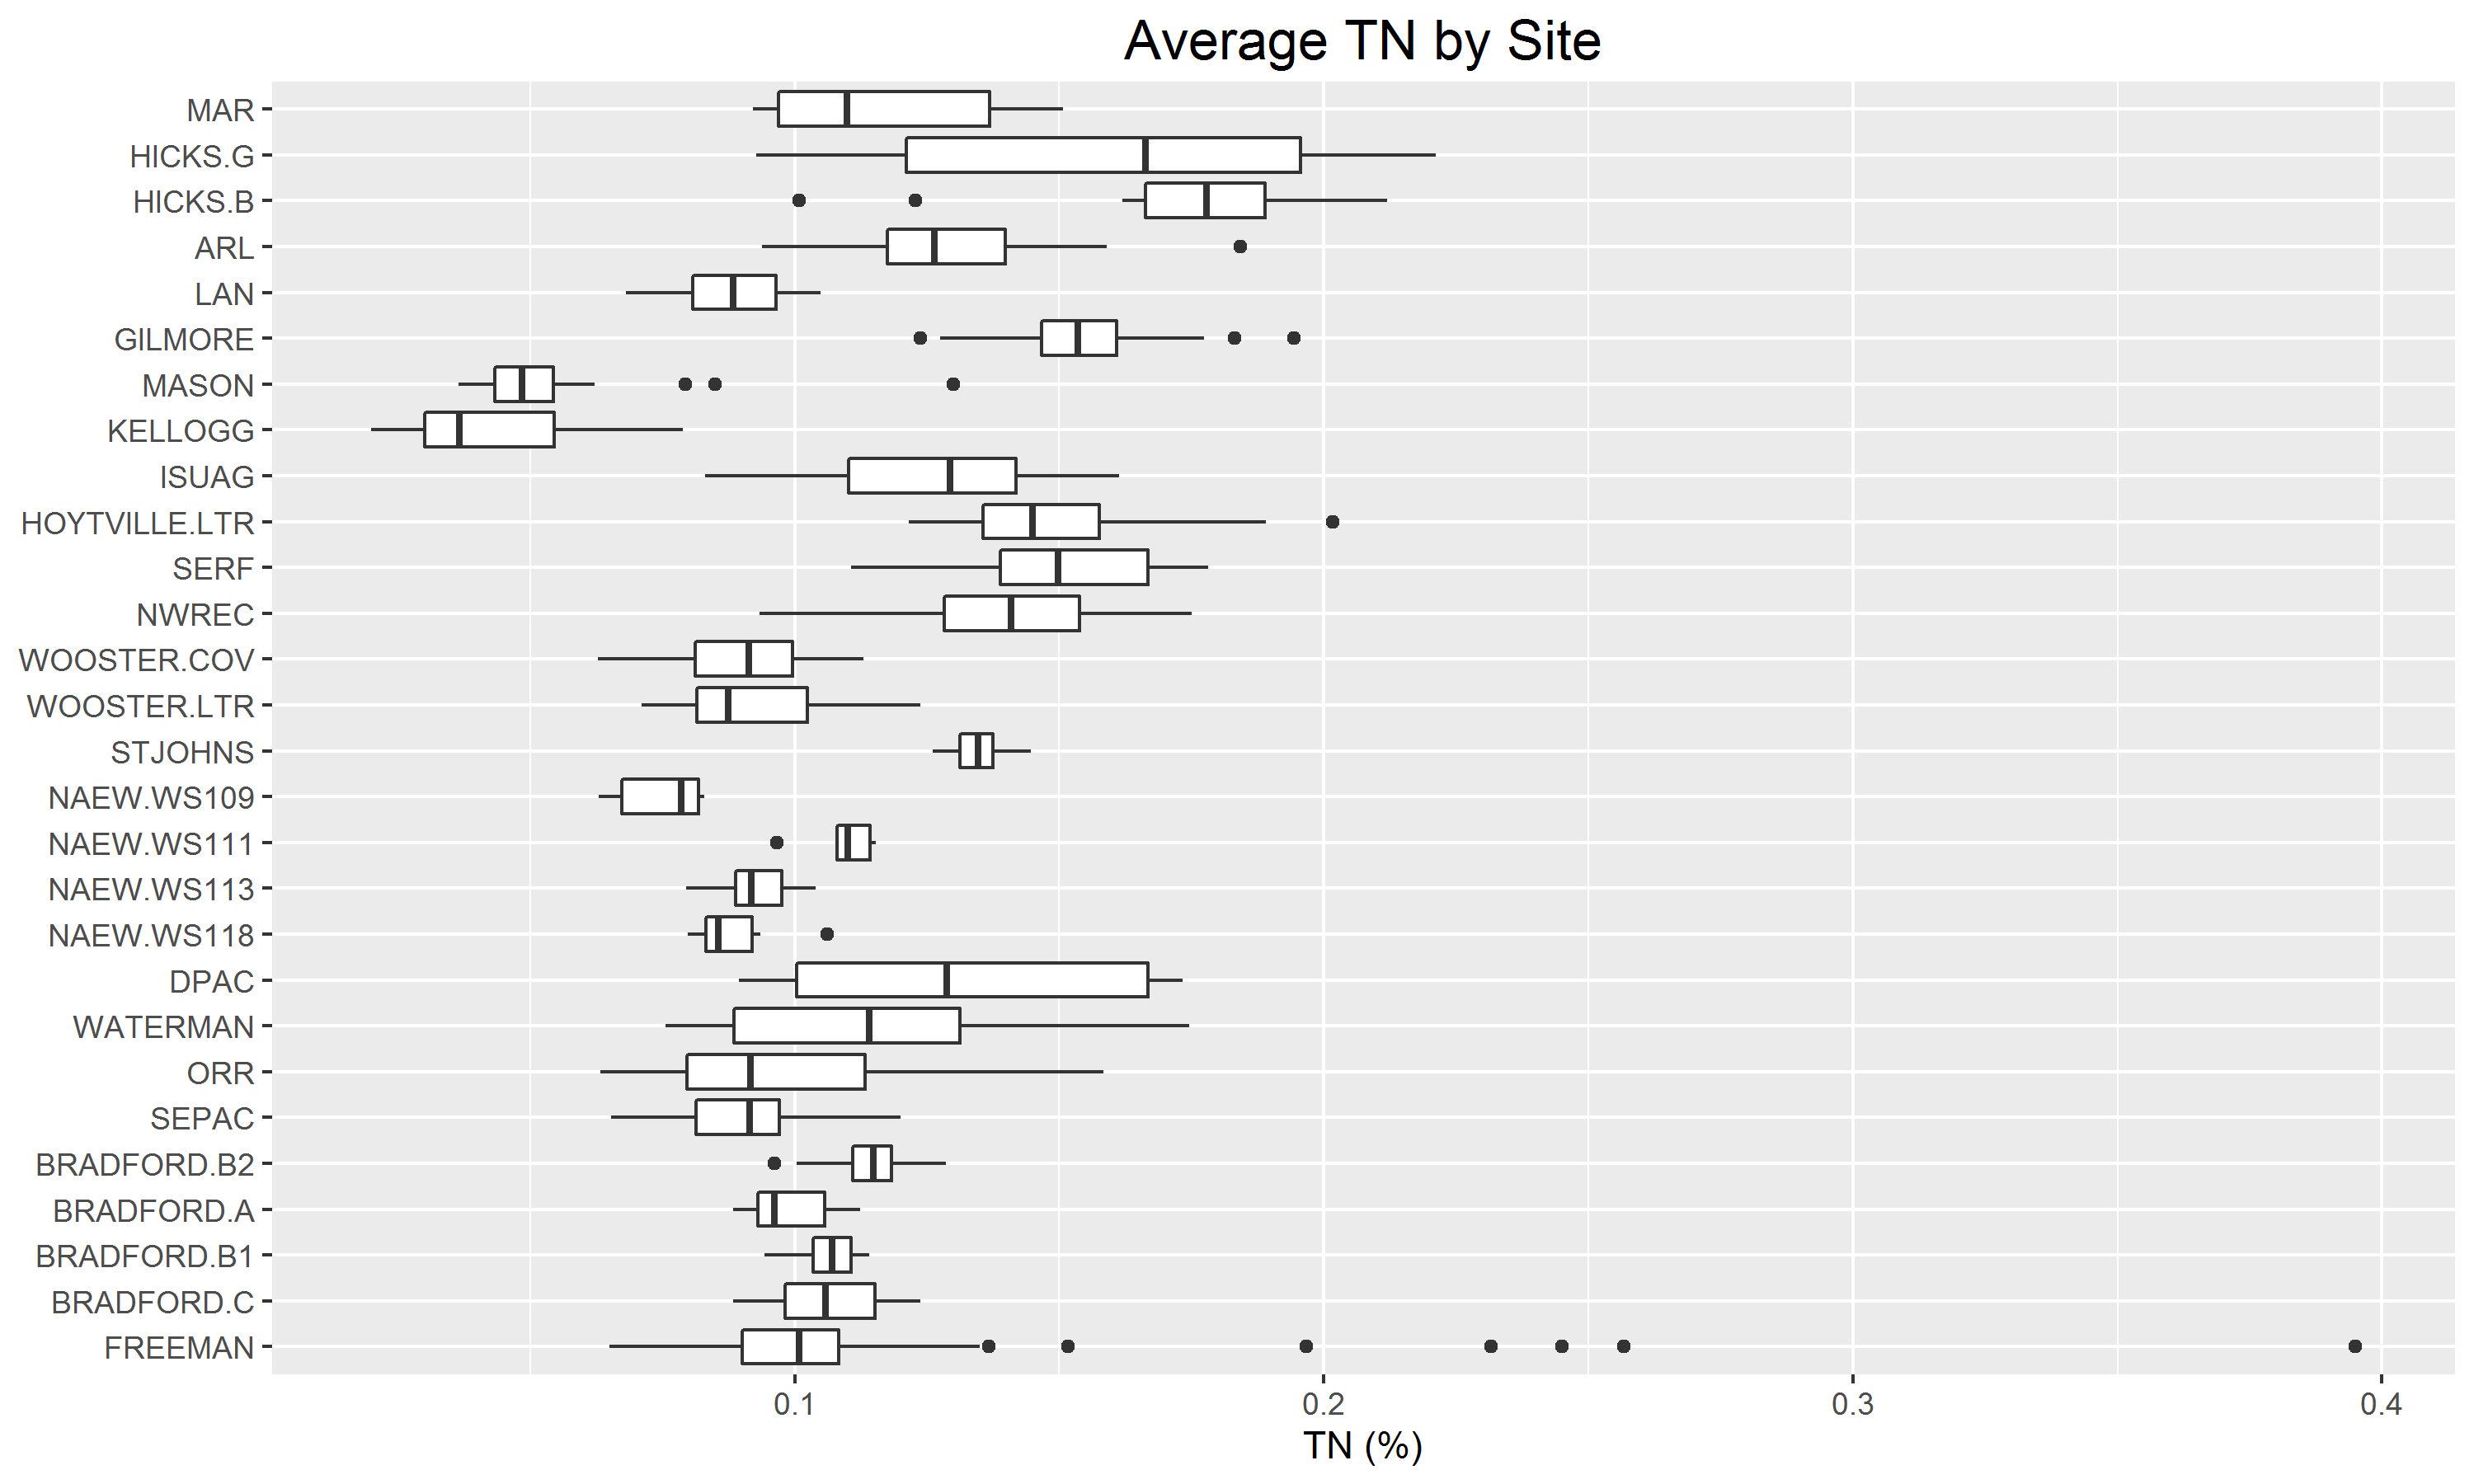 Average TN by Site
MAR
HICKS.G
HICKS.B
ARL
LAN
GILMORE
MASON
KELLOGG
ISUAG
HOYTVILLE.LTR
SERF
NWREC
WOOSTER.COV
WOOSTER.LTR
STJOHNS
NAEW.WS109
NAEW.WS111
NAEW.WS113
NAEW.WS118
DPAC
WATERMAN
ORR
SEPAC
BRADFORD.B2
BRADFORD.A
BRADFORD.B1
BRADFORD.C
FREEMAN
0.1 0.2 0.3 0.4
TN (%)